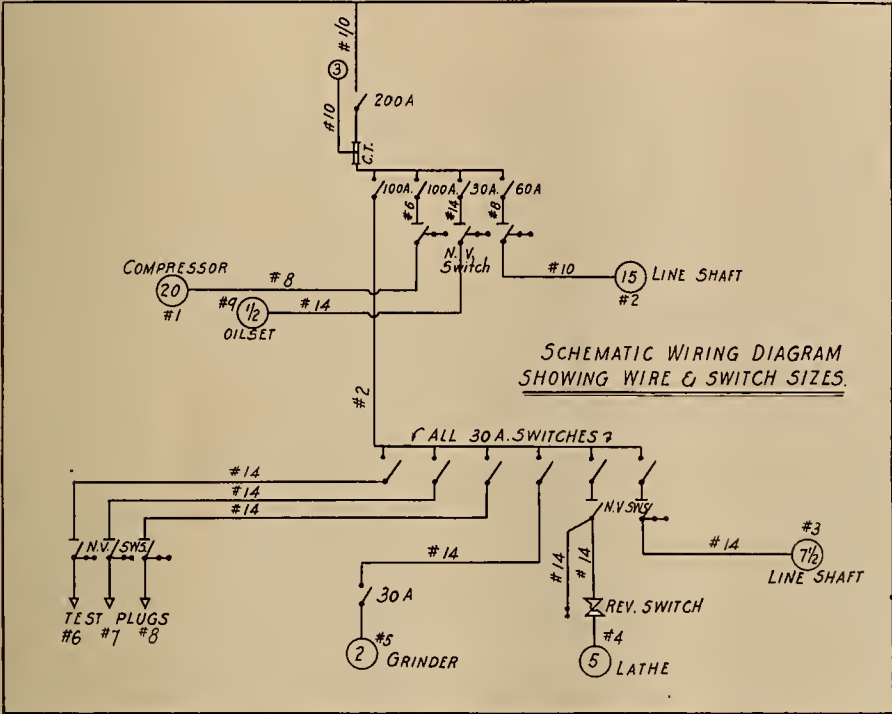 # 1/0
3
200A
#10
C.T.
100A. 100A. 30A. 60A
#6 #14 #8
N. V. Switch
COMPRESSOR
20
#1
#8
#9 1/2
OILSET
#14
#10
15 LINE SHAFT
#2
SCHEMATIC WIRING DIAGRAM
SHOWING WIRE & SWITCH SIZES.
#2
ALL 30A. SWITCHES
#14
#14
#14
N.V. SWS.
TEST PLUGS
#6 #7 #8
#14
30A
#5
2 GRINDER
N.V. SWS
#14 #14
REV. SWITCH
#4
5 LATHE
#3
#14
7 1/2
LINE SHAFT